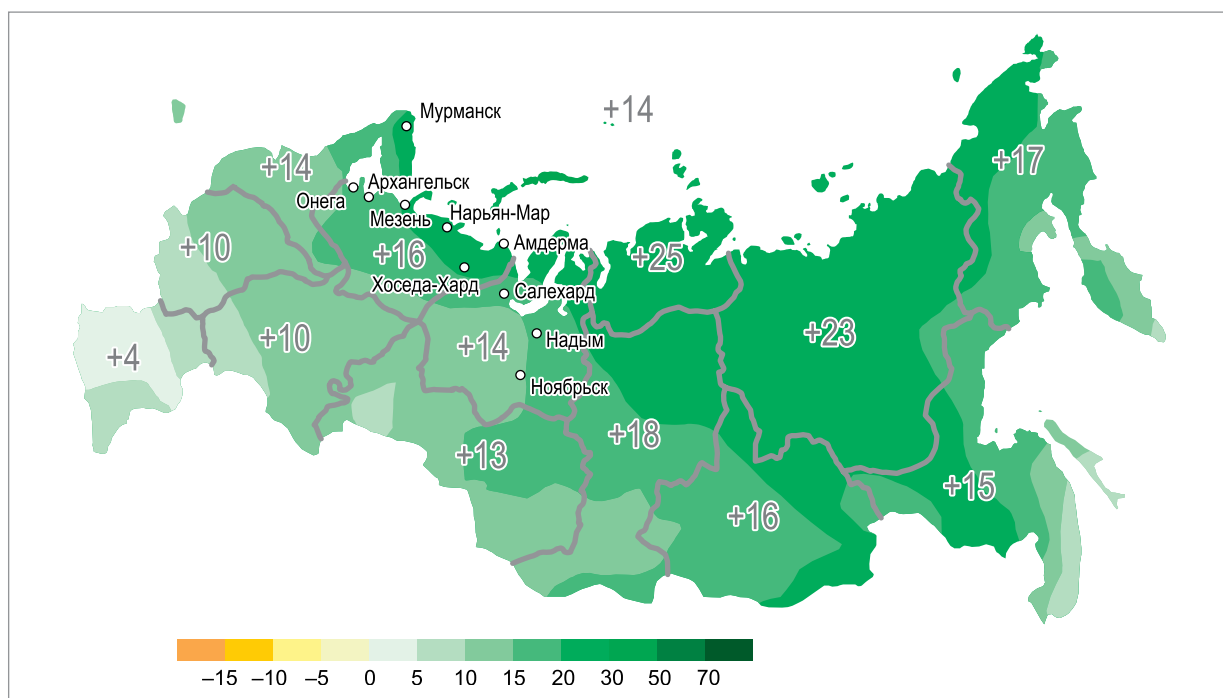 +14
Мурманск
+17
+14
Архангельск
Онега
Мезень
Нарьян-Мар
+10
+16
Амдерма
+25
Хоседа-Хард
Салехард
+10
+14
Надым
+23
+4
Ноябрьск
+13
+18
+15
+16
–15 –10 –5 0 5 10 15 20 30 50 70